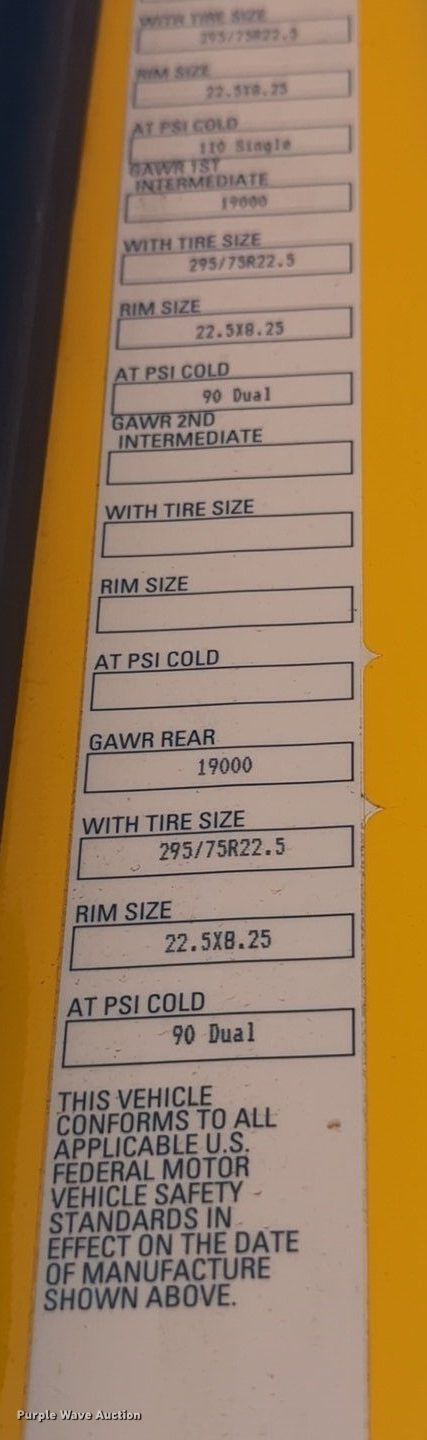 WITH TIRE SIZE
295/75R22.5
RIM SIZE
22.5X8.25
AT PSI COLD
110 Single
GAWR 1ST
INTERMEDIATE
19000
WITH TIRE SIZE
295/75R22.5
RIM SIZE
22.5X8.25
AT PSI COLD
90 Dual
GAWR 2ND
INTERMEDIATE
WITH TIRE SIZE
RIM SIZE
AT PSI COLD
GAWR REAR
19000
WITH TIRE SIZE
295/75R22.5
RIM SIZE
22.5X8.25
AT PSI COLD
90 Dual
THIS VEHICLE
CONFORMS TO ALL
APPLICABLE U.S.
FEDERAL MOTOR
VEHICLE SAFETY
STANDARDS IN
EFFECT ON THE DATE
OF MANUFACTURE
SHOWN ABOVE.
Purple Wave Auction